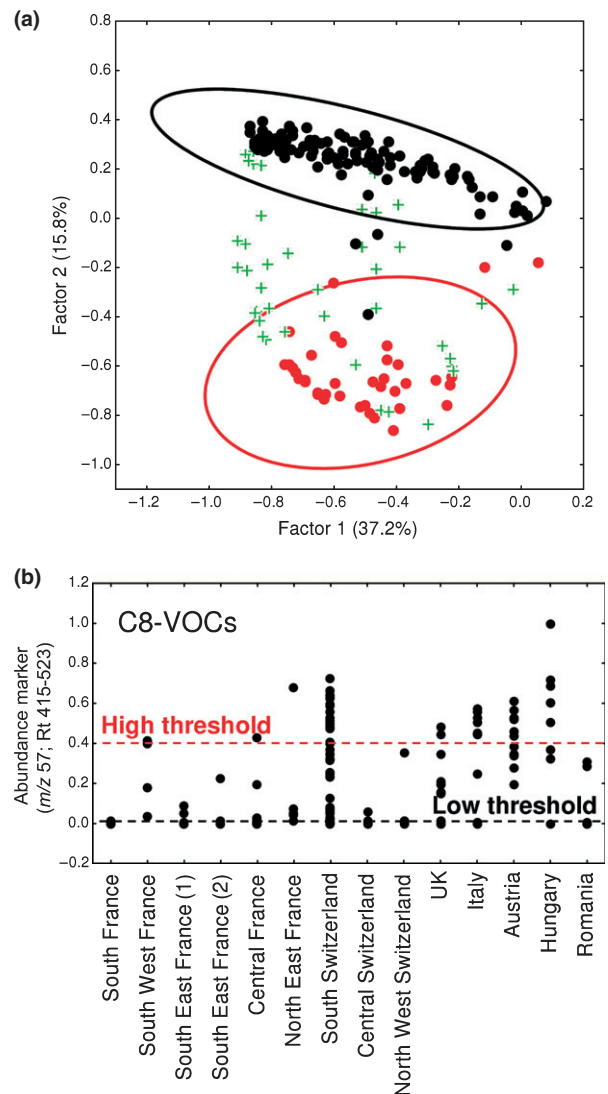 (a)
0.8
0.6
0.4
0.2
0.0
−0.2
−0.4
−0.6
−0.8
−1.0
Factor 2 (15.8%)
−1.2 −1.0 −0.8 −0.6 −0.4 −0.2 0.0 0.2
Factor 1 (37.2%)
(b)
1.2
1.0
0.8
0.6
0.4
0.2
0.0
−0.2
Abundance marker
(m/z 57; Rt 415-523)
C8-VOCs
High threshold
Low threshold
South France
South West France
South East France (1)
South East France (2)
Central France
North East France
South Switzerland
Central Switzerland
North West Switzerland
UK
Italy
Austria
Hungary
Romania